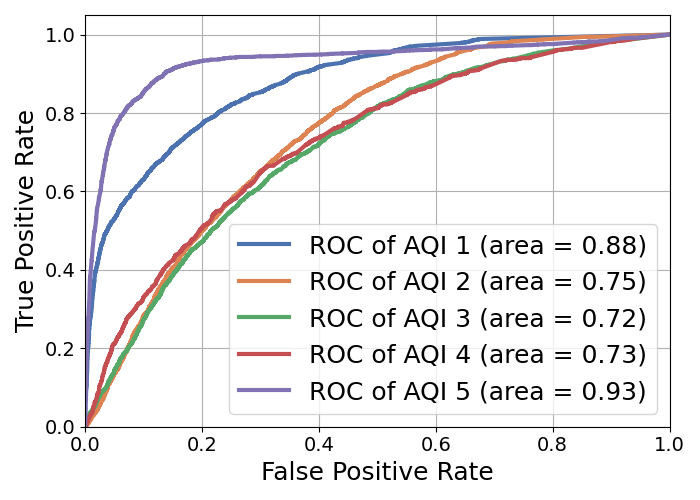 1.0
0.8
0.6
0.4
0.2
0.0
True Positive Rate
ROC of AQI 1 (area = 0.88)
ROC of AQI 2 (area = 0.75)
ROC of AQI 3 (area = 0.72)
ROC of AQI 4 (area = 0.73)
ROC of AQI 5 (area = 0.93)
0.0 0.2 0.4 0.6 0.8 1.0
False Positive Rate